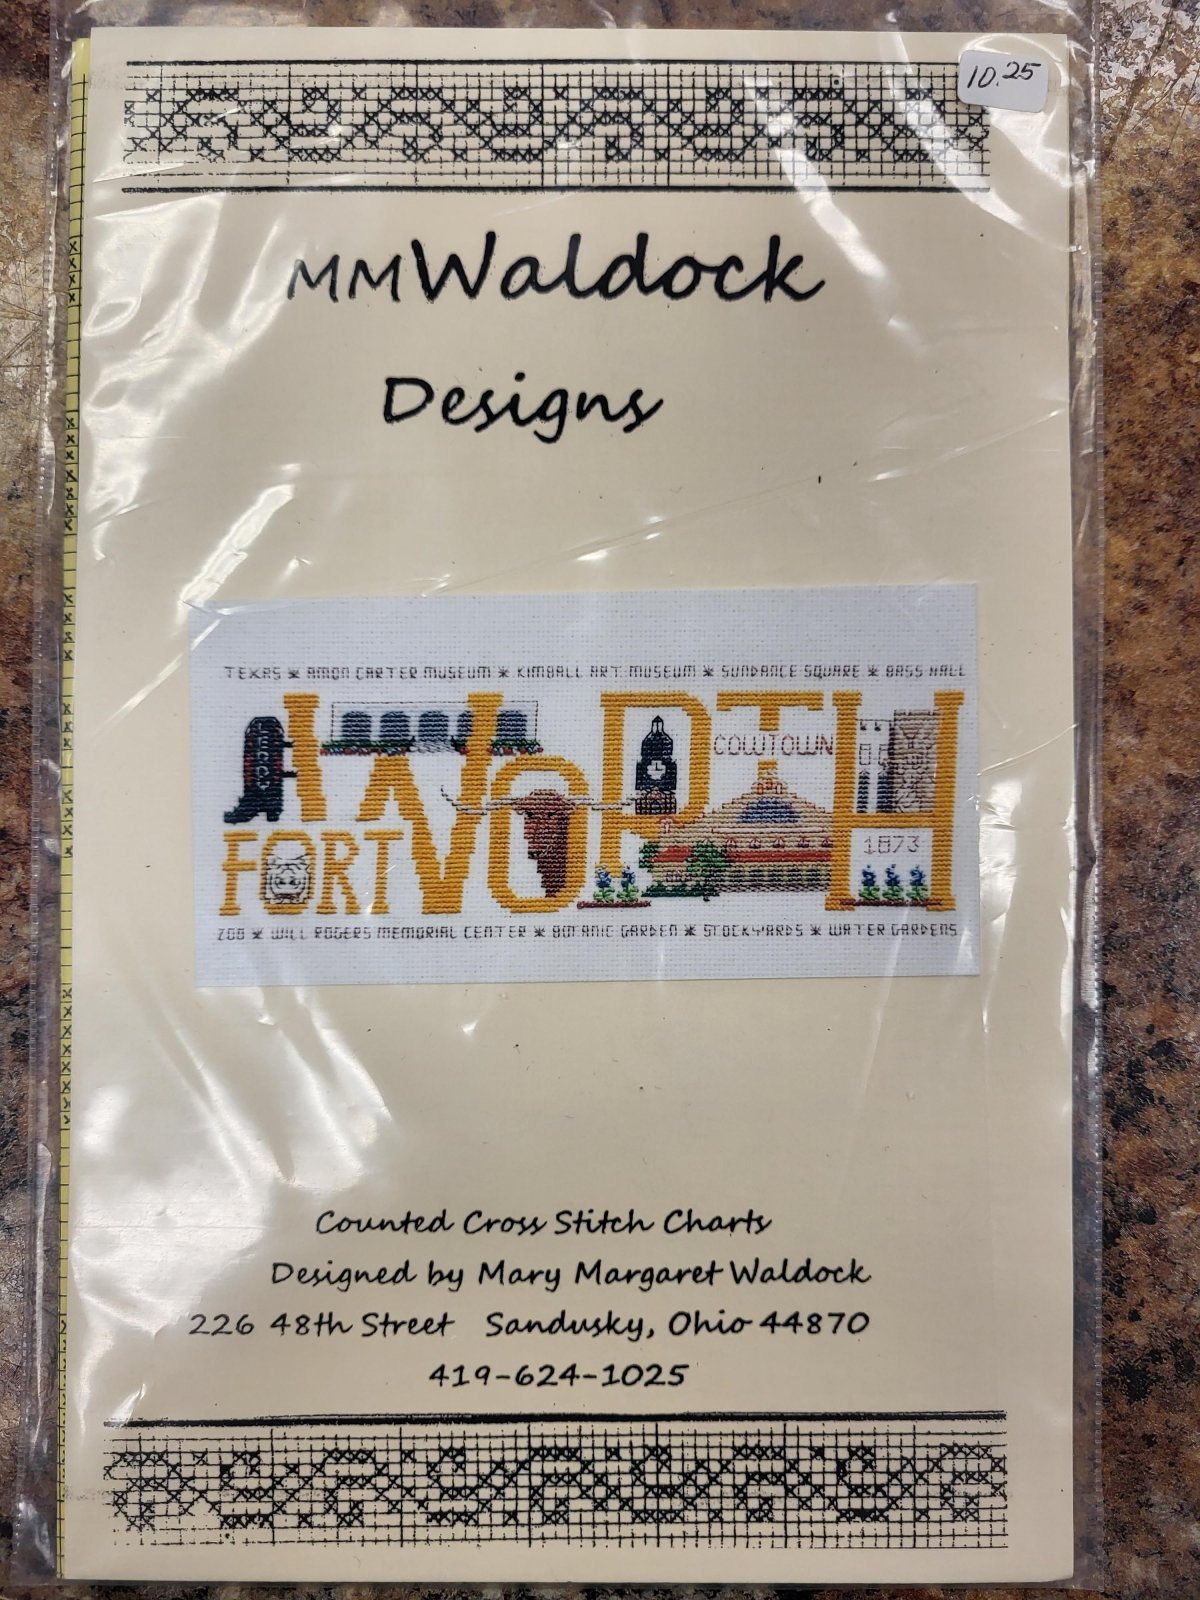 10.25
MMWaldock
Designs
TEXAS * AMON CARTER MUSEUM * KIMBALL ART MUSEUM * SUNDANCE SQUARE * BASS HALL
WORTH
COWTOWN
FORT
1873
ZOO * WILL ROGERS MEMORIAL CENTER * BOTANIC GARDEN * STOCKYARDS * WATER GARDENS
Counted Cross Stitch Charts
Designed by Mary Margaret Waldock
226 48th Street Sandusky, Ohio 44870
419-624-1025